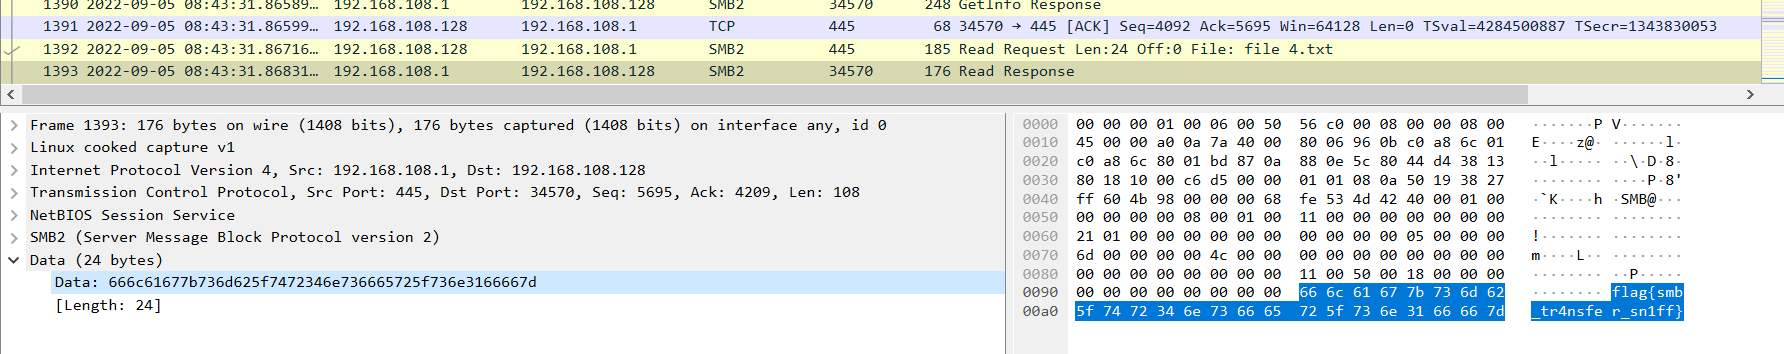 1390 2022-09-05 08:43:31.86589… 192.168.108.1 192.168.108.128 SMB2 34570 248 GetInfo Response
1391 2022-09-05 08:43:31.86599… 192.168.108.128 192.168.108.1 TCP 445 68 34570 → 445 [ACK] Seq=4092 Ack=5695 Win=64128 Len=0 TSval=4284500887 TSecr=1343830053
1392 2022-09-05 08:43:31.86716… 192.168.108.128 192.168.108.1 SMB2 445 185 Read Request Len:24 Off:0 File: file 4.txt
1393 2022-09-05 08:43:31.86831… 192.168.108.1 192.168.108.128 SMB2 34570 176 Read Response
Frame 1393: 176 bytes on wire (1408 bits), 176 bytes captured (1408 bits) on interface any, id 0
Linux cooked capture v1
Internet Protocol Version 4, Src: 192.168.108.1, Dst: 192.168.108.128
Transmission Control Protocol, Src Port: 445, Dst Port: 34570, Seq: 5695, Ack: 4209, Len: 108
NetBIOS Session Service
SMB2 (Server Message Block Protocol version 2)
Data (24 bytes)
Data: 666c61677b736d625f7472346e736665725f736e3166667d
[Length: 24]
0000 00 00 00 01 00 06 00 50 56 c0 00 08 00 00 08 00 ·······P V·······
0010 45 00 00 a0 0a 7a 40 00 80 06 96 0b c0 a8 6c 01 E····z@· ······l·
0020 c0 a8 6c 80 01 bd 87 0a 88 0e 5c 80 44 d4 38 13 ··l····· ··\·D·8·
0030 80 18 10 00 c6 d5 00 00 01 01 08 0a 50 19 38 27 ········ ····P·8'
0040 ff 60 4b 98 00 00 00 68 fe 53 4d 42 40 00 01 00 ·`K····h ·SMB@···
0050 00 00 00 00 08 00 01 00 11 00 00 00 00 00 00 00 ········ ········
0060 21 01 00 00 00 00 00 00 00 00 00 00 05 00 00 00 !······· ········
0070 6d 00 00 00 00 4c 00 00 00 00 00 00 00 00 00 00 m····L·· ········
0080 00 00 00 00 00 00 00 00 11 00 50 00 18 00 00 00 ········ ··P·····
0090 00 00 00 00 00 00 00 00 66 6c 61 67 7b 73 6d 62 ········ flag{smb
00a0 5f 74 72 34 6e 73 66 65 72 5f 73 6e 31 66 66 7d _tr4nsfe r_sn1ff}